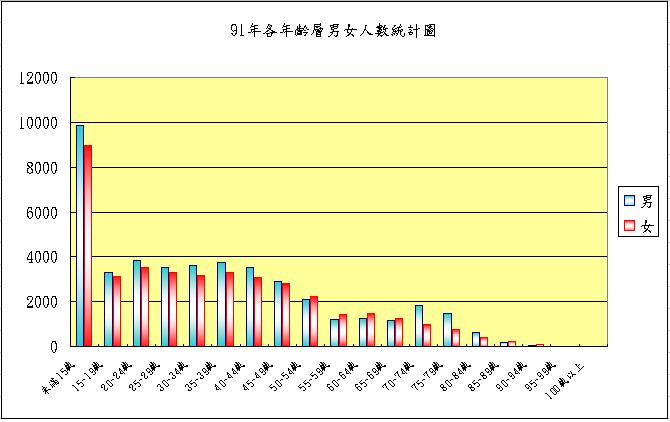 91年各年齡層男女人數統計圖
12000
10000
8000
6000
4000
2000
0
男
女
未滿15歲
15-19歲
20-24歲
25-29歲
30-34歲
35-39歲
40-44歲
45-49歲
50-54歲
55-59歲
60-64歲
65-69歲
70-74歲
75-79歲
80-84歲
85-89歲
90-94歲
95-99歲
100歲以上